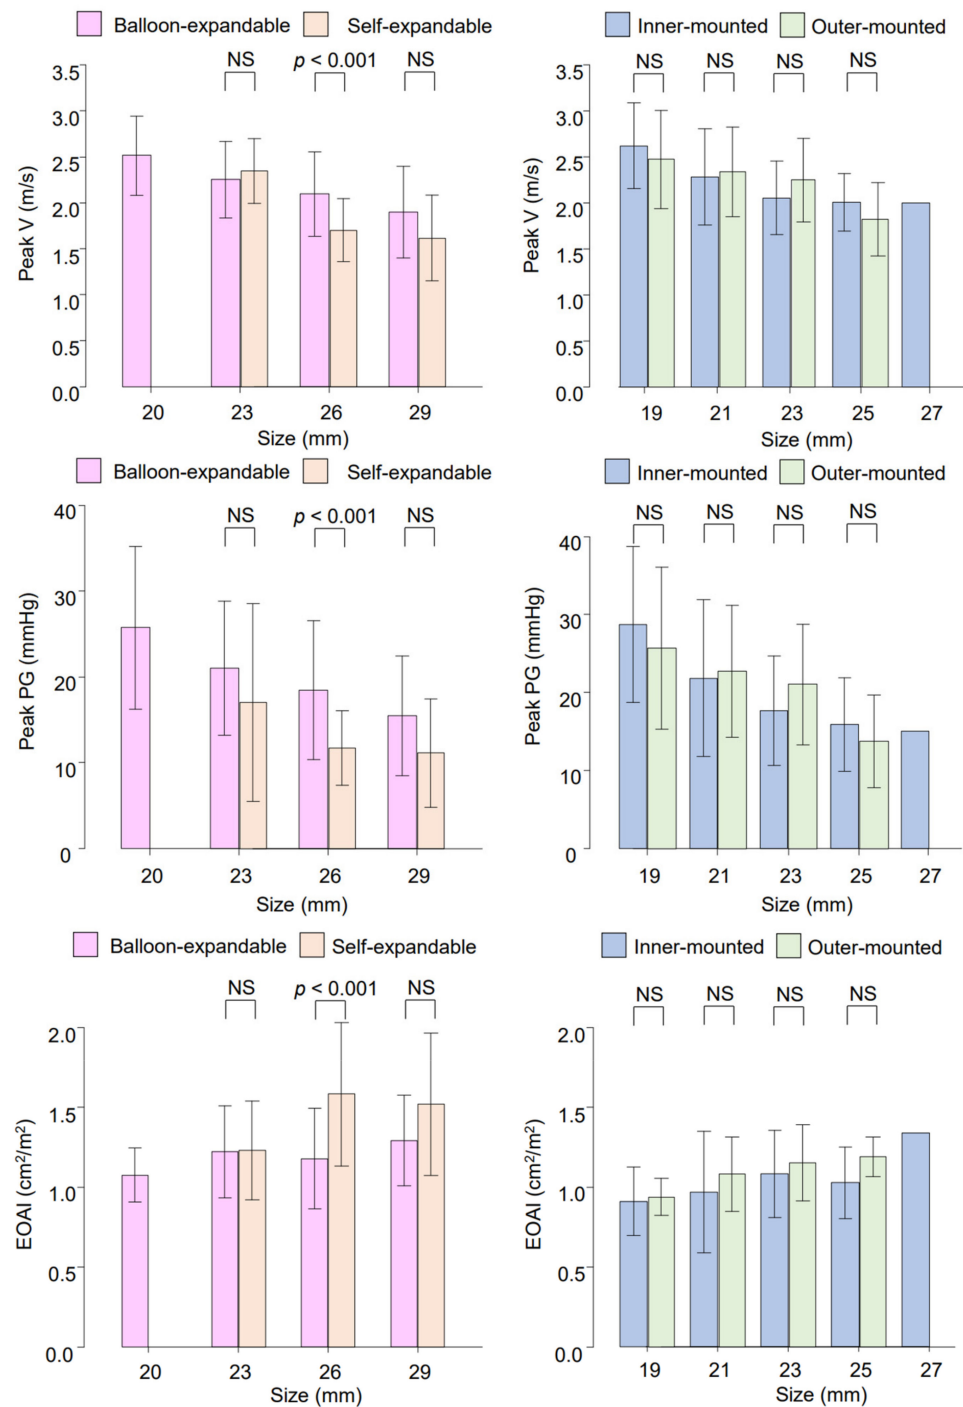 Balloon-expandable Self-expandable
NS p < 0.001 NS
3.5
3.0
2.5
2.0
1.5
1.0
0.5
0.0
Peak V (m/s)
20 23 26 29
Size (mm)
Inner-mounted Outer-mounted
NS NS NS NS
3.5
3.0
2.5
2.0
1.5
1.0
0.5
0.0
Peak V (m/s)
19 21 23 25 27
Size (mm)
Balloon-expandable Self-expandable
NS p < 0.001 NS
40
30
20
10
0
Peak PG (mmHg)
20 23 26 29
Size (mm)
Inner-mounted Outer-mounted
NS NS NS NS
40
30
20
10
0
Peak PG (mmHg)
19 21 23 25 27
Size (mm)
Balloon-expandable Self-expandable
NS p < 0.001 NS
2.0
1.5
1.0
0.5
0.0
EOAI (cm²/m²)
20 23 26 29
Size (mm)
Inner-mounted Outer-mounted
NS NS NS NS
2.0
1.5
1.0
0.5
0.0
EOAI (cm²/m²)
19 21 23 25 27
Size (mm)